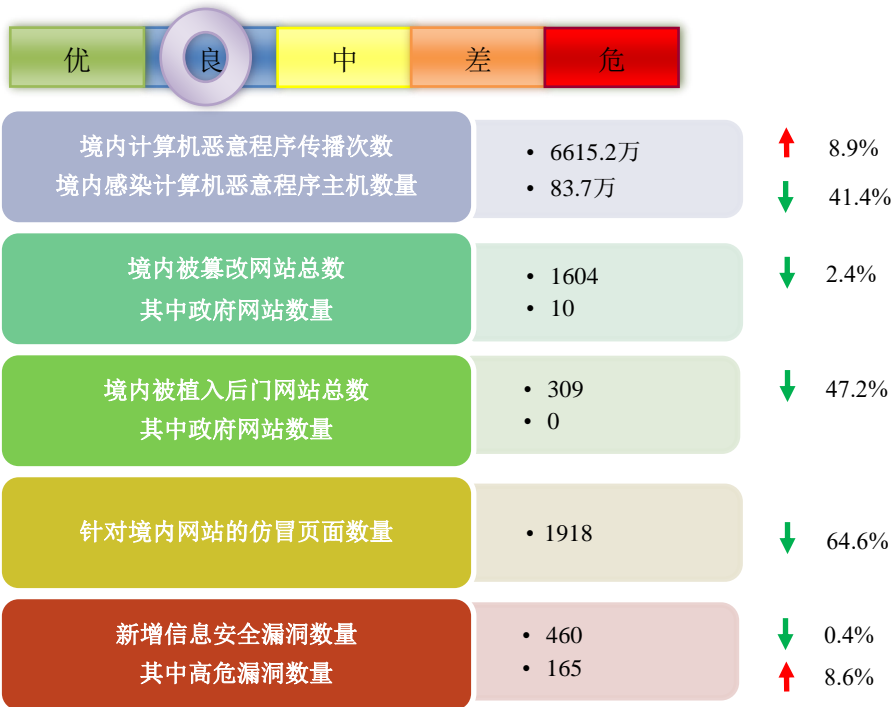 优 良 中 差 危
境内计算机恶意程序传播次数 • 6615.2万 8.9%
境内感染计算机恶意程序主机数量 • 83.7万 41.4%
境内被篡改网站总数 • 1604 2.4%
其中政府网站数量 • 10
境内被植入后门网站总数 • 309 47.2%
其中政府网站数量 • 0
针对境内网站的仿冒页面数量 • 1918 64.6%
新增信息安全漏洞数量 • 460 0.4%
其中高危漏洞数量 • 165 8.6%